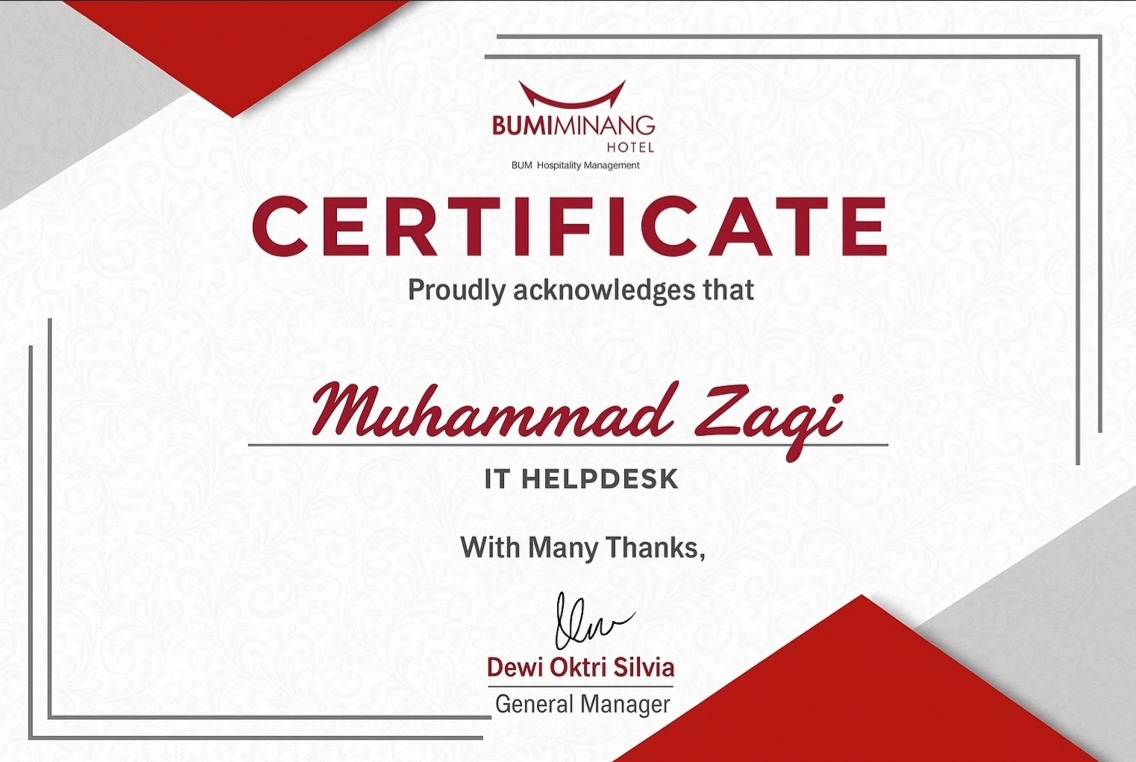 BUMIMINANG
HOTEL
BUM Hospitality Management
CERTIFICATE
Proudly acknowledges that
Muhammad Zaqi
IT HELPDESK
With Many Thanks,
Dewi Oktri Silvia
General Manager